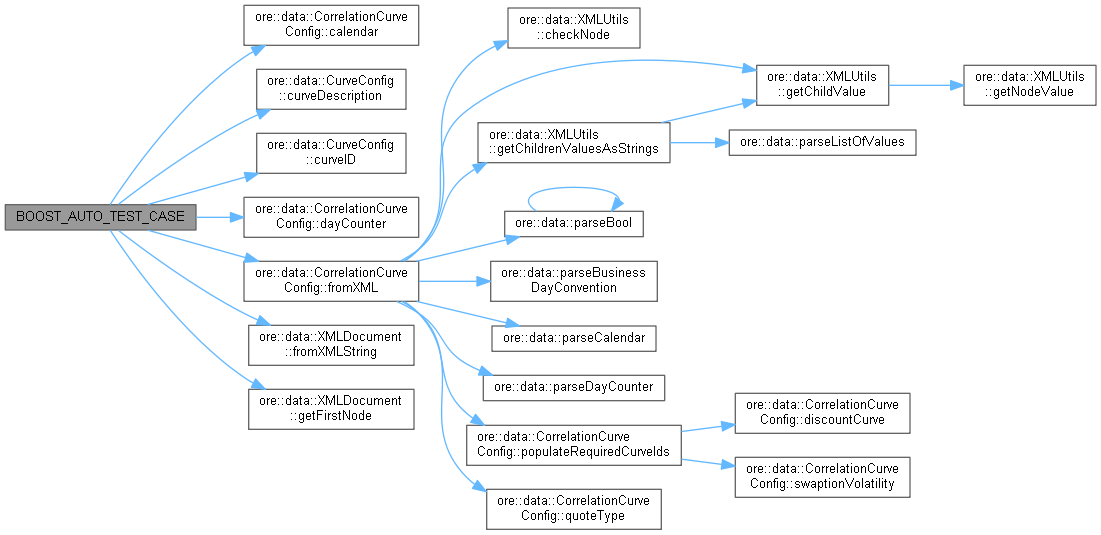 BOOST_AUTO_TEST_CASE
ore::data::CorrelationCurve
Config::calendar
ore::data::CurveConfig
::curveDescription
ore::data::CurveConfig
::curveID
ore::data::CorrelationCurve
Config::dayCounter
ore::data::CorrelationCurve
Config::fromXML
ore::data::XMLDocument
::fromXMLString
ore::data::XMLDocument
::getFirstNode
ore::data::XMLUtils
::checkNode
ore::data::XMLUtils
::getChildrenValuesAsStrings
ore::data::parseBool
ore::data::parseBusiness
DayConvention
ore::data::parseCalendar
ore::data::parseDayCounter
ore::data::CorrelationCurve
Config::populateRequiredCurveIds
ore::data::CorrelationCurve
Config::quoteType
ore::data::XMLUtils
::getChildValue
ore::data::parseListOfValues
ore::data::CorrelationCurve
Config::discountCurve
ore::data::CorrelationCurve
Config::swaptionVolatility
ore::data::XMLUtils
::getNodeValue